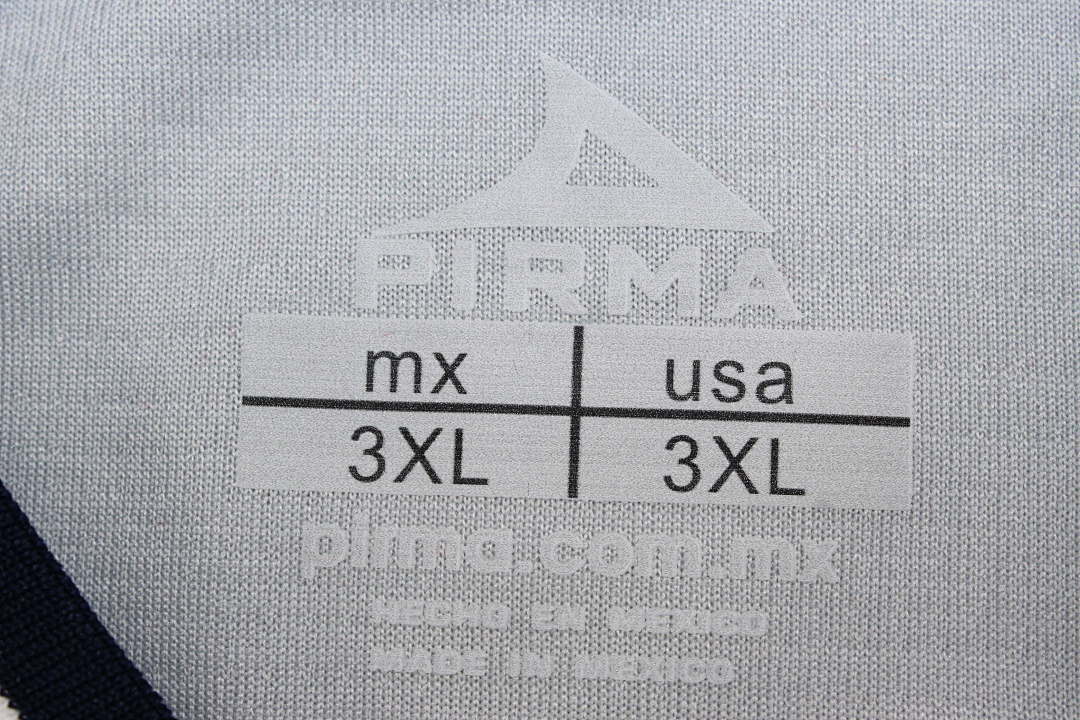 PIRMA
mx usa
3XL 3XL
pirma.com.mx
HECHO EN MEXICO
MADE IN MEXICO